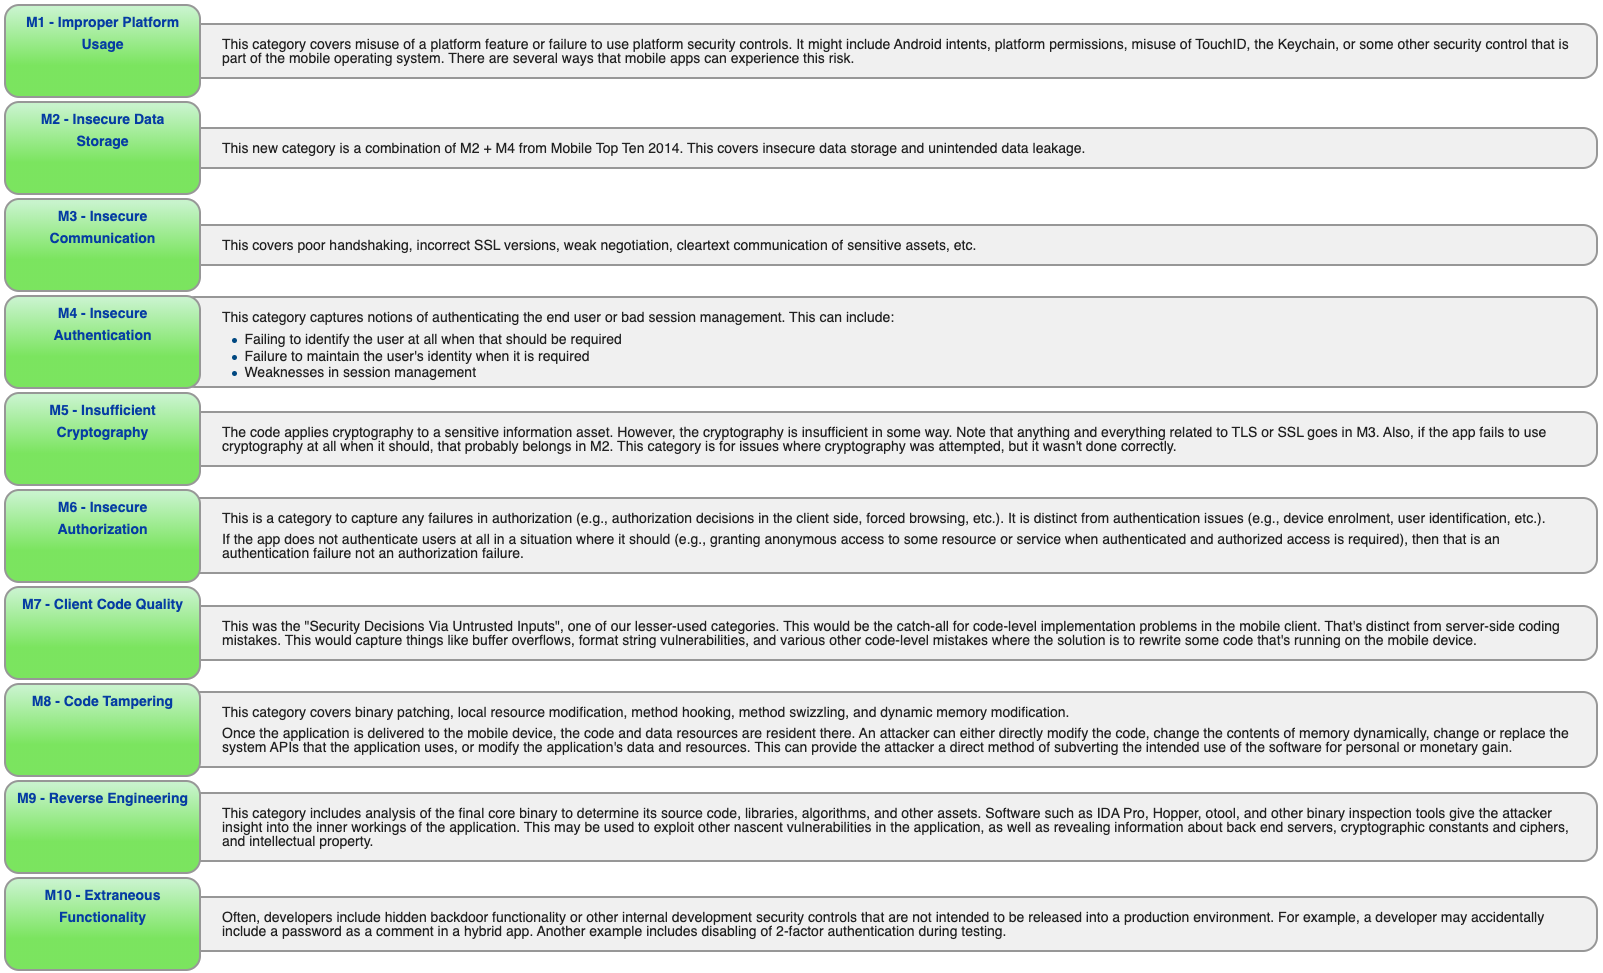 M1 - Improper Platform
Usage
This category covers misuse of a platform feature or failure to use platform security controls. It might include Android intents, platform permissions, misuse of TouchID, the Keychain, or some other security control that is
part of the mobile operating system. There are several ways that mobile apps can experience this risk.
M2 - Insecure Data
Storage
This new category is a combination of M2 + M4 from Mobile Top Ten 2014. This covers insecure data storage and unintended data leakage.
M3 - Insecure
Communication
This covers poor handshaking, incorrect SSL versions, weak negotiation, cleartext communication of sensitive assets, etc.
M4 - Insecure
Authentication
This category captures notions of authenticating the end user or bad session management. This can include:
• Failing to identify the user at all when that should be required
• Failure to maintain the user's identity when it is required
• Weaknesses in session management
M5 - Insufficient
Cryptography
The code applies cryptography to a sensitive information asset. However, the cryptography is insufficient in some way. Note that anything and everything related to TLS or SSL goes in M3. Also, if the app fails to use
cryptography at all when it should, that probably belongs in M2. This category is for issues where cryptography was attempted, but it wasn't done correctly.
M6 - Insecure
Authorization
This is a category to capture any failures in authorization (e.g., authorization decisions in the client side, forced browsing, etc.). It is distinct from authentication issues (e.g., device enrolment, user identification, etc.).
If the app does not authenticate users at all in a situation where it should (e.g., granting anonymous access to some resource or service when authenticated and authorized access is required), then that is an
authentication failure not an authorization failure.
M7 - Client Code Quality
This was the "Security Decisions Via Untrusted Inputs", one of our lesser-used categories. This would be the catch-all for code-level implementation problems in the mobile client. That's distinct from server-side coding
mistakes. This would capture things like buffer overflows, format string vulnerabilities, and various other code-level mistakes where the solution is to rewrite some code that's running on the mobile device.
M8 - Code Tampering
This category covers binary patching, local resource modification, method hooking, method swizzling, and dynamic memory modification.
Once the application is delivered to the mobile device, the code and data resources are resident there. An attacker can either directly modify the code, change the contents of memory dynamically, change or replace the
system APIs that the application uses, or modify the application's data and resources. This can provide the attacker a direct method of subverting the intended use of the software for personal or monetary gain.
M9 - Reverse Engineering
This category includes analysis of the final core binary to determine its source code, libraries, algorithms, and other assets. Software such as IDA Pro, Hopper, otool, and other binary inspection tools give the attacker
insight into the inner workings of the application. This may be used to exploit other nascent vulnerabilities in the application, as well as revealing information about back end servers, cryptographic constants and ciphers,
and intellectual property.
M10 - Extraneous
Functionality
Often, developers include hidden backdoor functionality or other internal development security controls that are not intended to be released into a production environment. For example, a developer may accidentally
include a password as a comment in a hybrid app. Another example includes disabling of 2-factor authentication during testing.